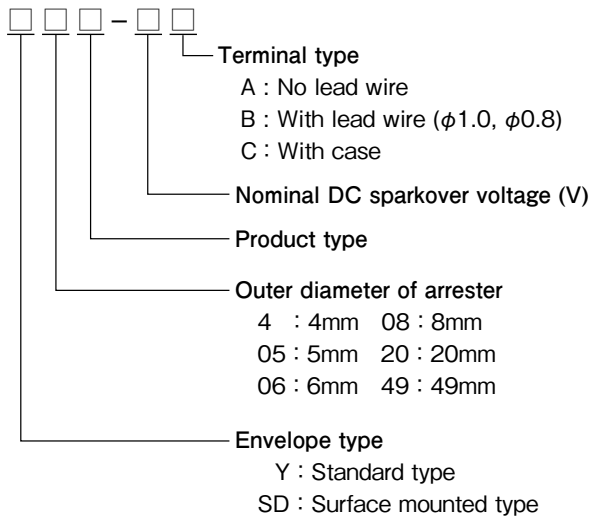 □□□-□□
Terminal type
A : No lead wire
B : With lead wire (φ1.0, φ0.8)
C : With case
Nominal DC sparkover voltage (V)
Product type
Outer diameter of arrester
4 : 4mm 08 : 8mm
05 : 5mm 20 : 20mm
06 : 6mm 49 : 49mm
Envelope type
Y : Standard type
SD : Surface mounted type